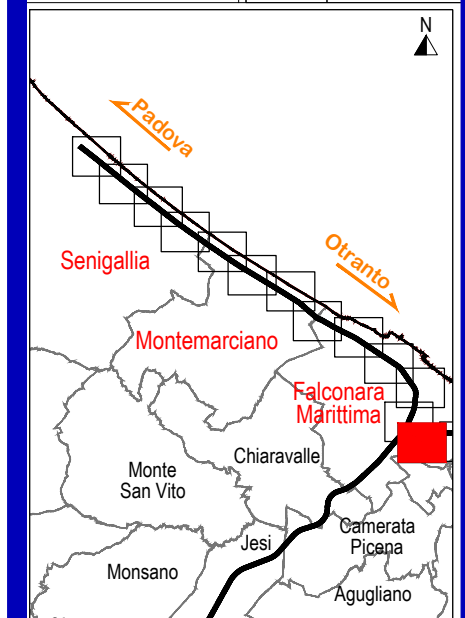 N
Padova
Otranto
Senigallia
Montemarciano
Falconara
Marittima
Chiaravalle
Monte
San Vito
Camerata
Picena
Jesi
Monsano
Agugliano